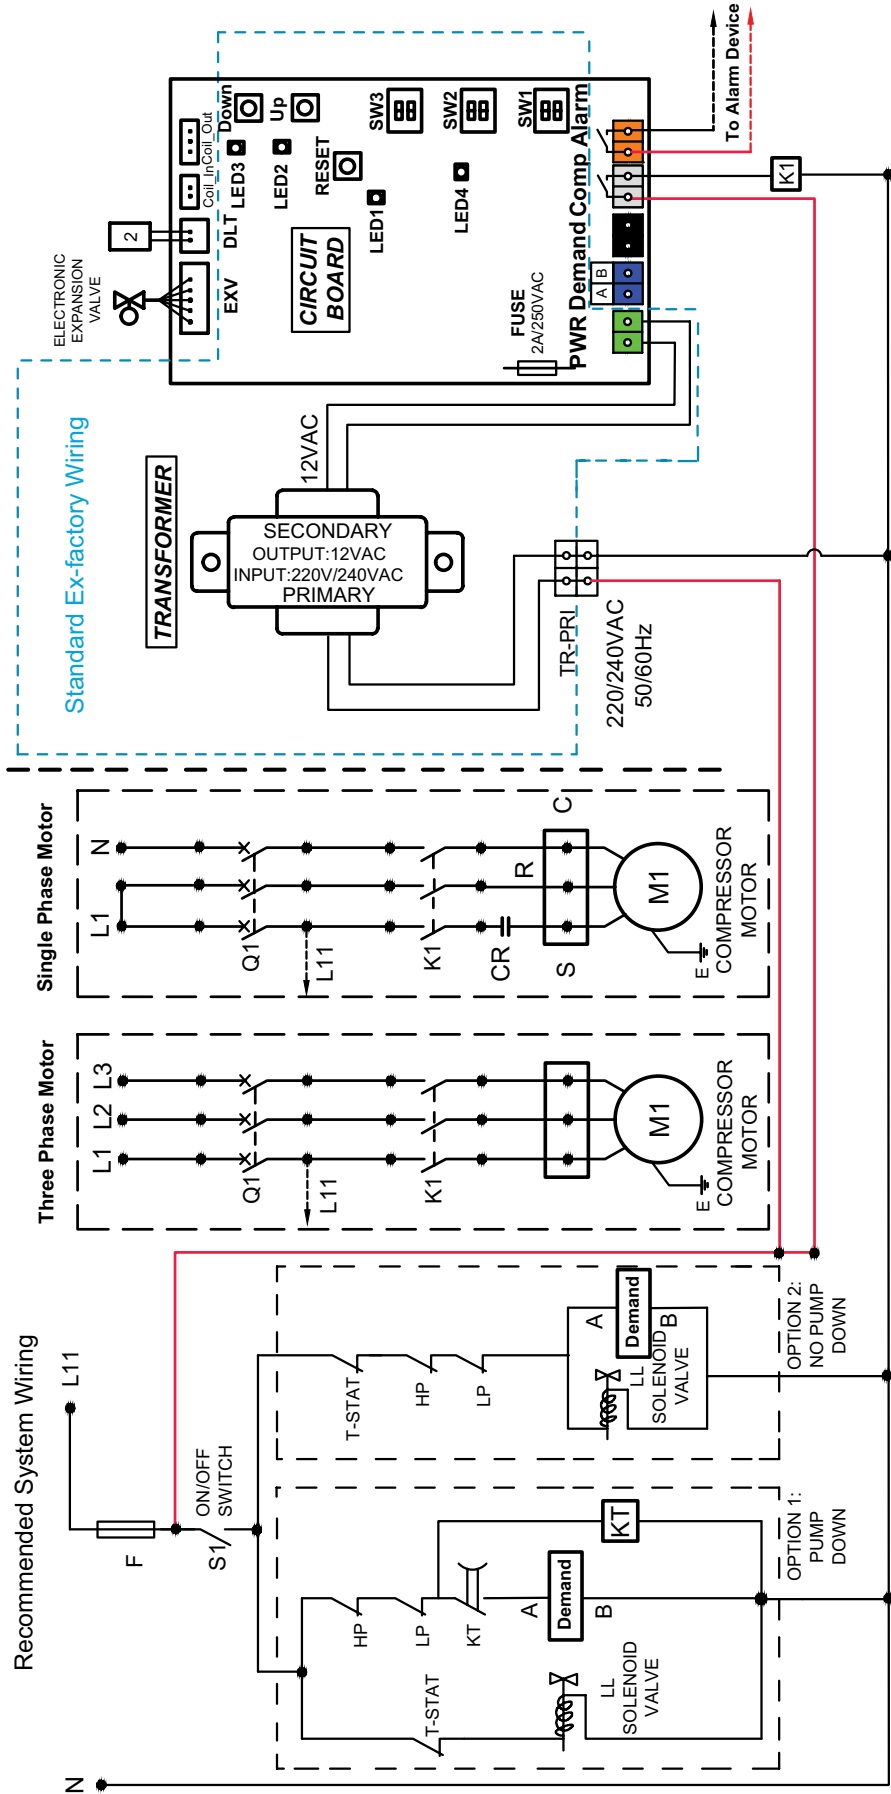 Recommended System Wiring
N
L11
F
ON/OFF
SWITCH
S1
T-STAT
LL
SOLENOID
VALVE
HP
LP
KT
A
Demand
B
KT
OPTION 1:
PUMP
DOWN
T-STAT
HP
LP
LL
SOLENOID
VALVE
A
Demand
B
OPTION 2:
NO PUMP
DOWN
Three Phase Motor
L1 L2 L3
Q1
L11
K1
M1
E
COMPRESSOR
MOTOR
Single Phase Motor
L1 N
Q1
L11
K1
CR
S R C
M1
E
COMPRESSOR
MOTOR
Standard Ex-factory Wiring
TRANSFORMER
12VAC
SECONDARY
OUTPUT:12VAC
INPUT:220V/240VAC
PRIMARY
TR-PRI
220/240VAC
50/60Hz
ELECTRONIC
EXPANSION
VALVE
2
EXV
DLT
Coil_In
Coil_Out
CIRCUIT
BOARD
LED3
Down
LED2
Up
RESET
LED1
LED4
SW3
SW2
SW1
FUSE
2A/250VAC
PWR Demand Comp Alarm
A B
K1
To Alarm Device